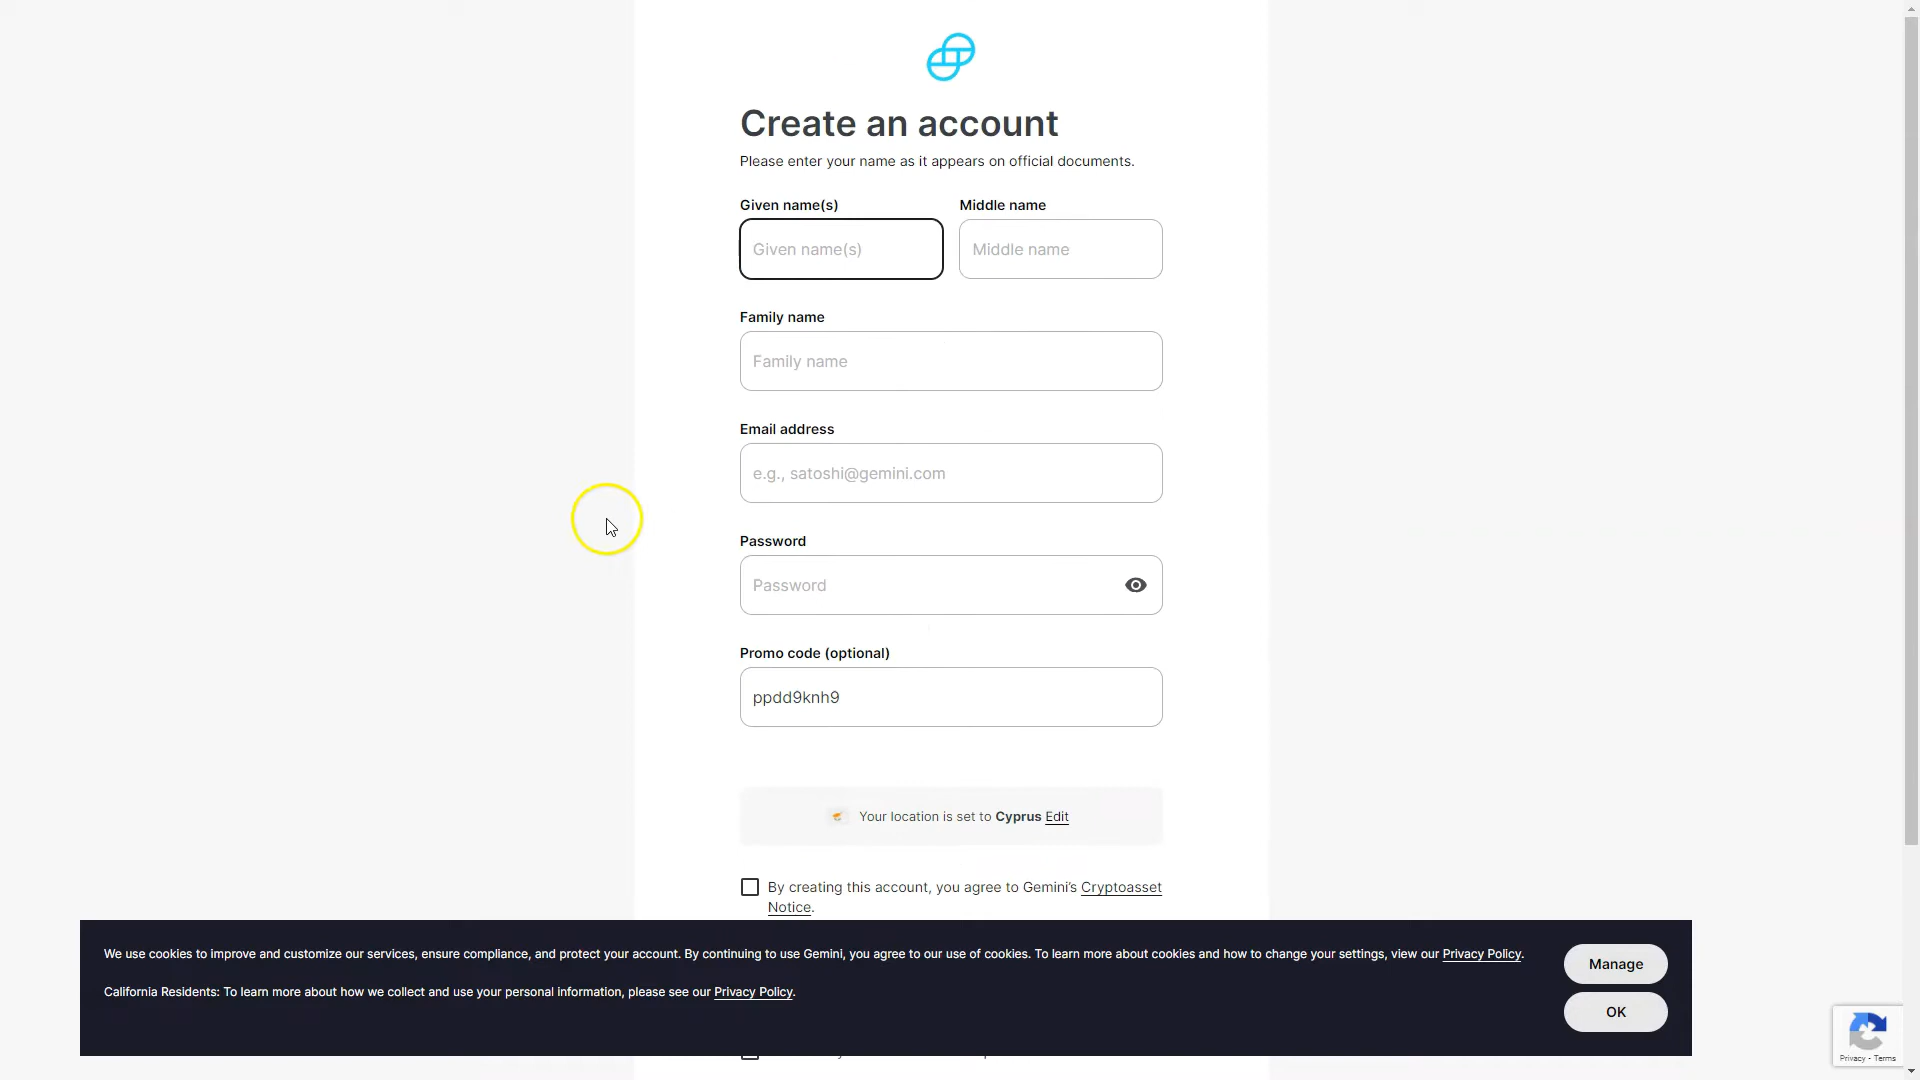 Create an account
Please enter your name as it appears on official documents.
Given name(s)
Middle name
Given name(s)
Middle name
Family name
Family name
Email address
e.g., satoshi@gemini.com
Password
Password
Promo code (optional)
ppdd9knh9
Your location is set to Cyprus Edit
By creating this account, you agree to Gemini's Cryptoasset
Notice.
We use cookies to improve and customize our services, ensure compliance, and protect your account. By continuing to use Gemini, you agree to our use of cookies. To learn more about cookies and how to change your settings, view our Privacy Policy.
California Residents: To learn more about how we collect and use your personal information, please see our Privacy Policy.
Manage
OK
Privacy - Terms